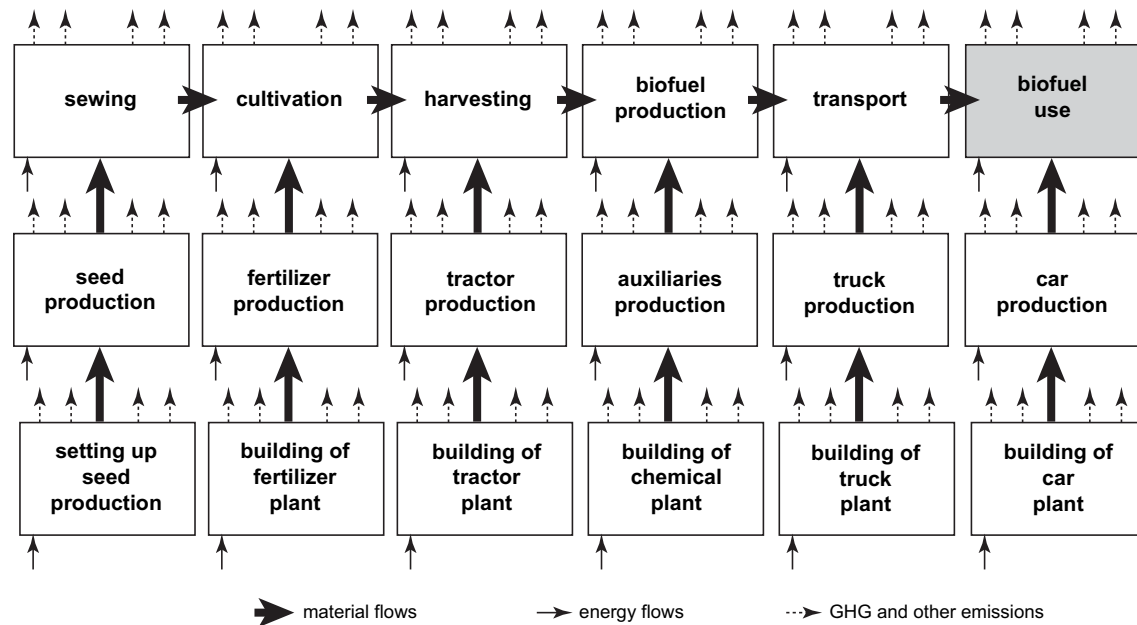 sewing
cultivation
harvesting
biofuel
production
transport
biofuel
use
seed
production
fertilizer
production
tractor
production
auxiliaries
production
truck
production
car
production
setting up
seed
production
building of
fertilizer
plant
building of
tractor
plant
building of
chemical
plant
building of
truck
plant
building of
car
plant
material flows
energy flows
GHG and other emissions